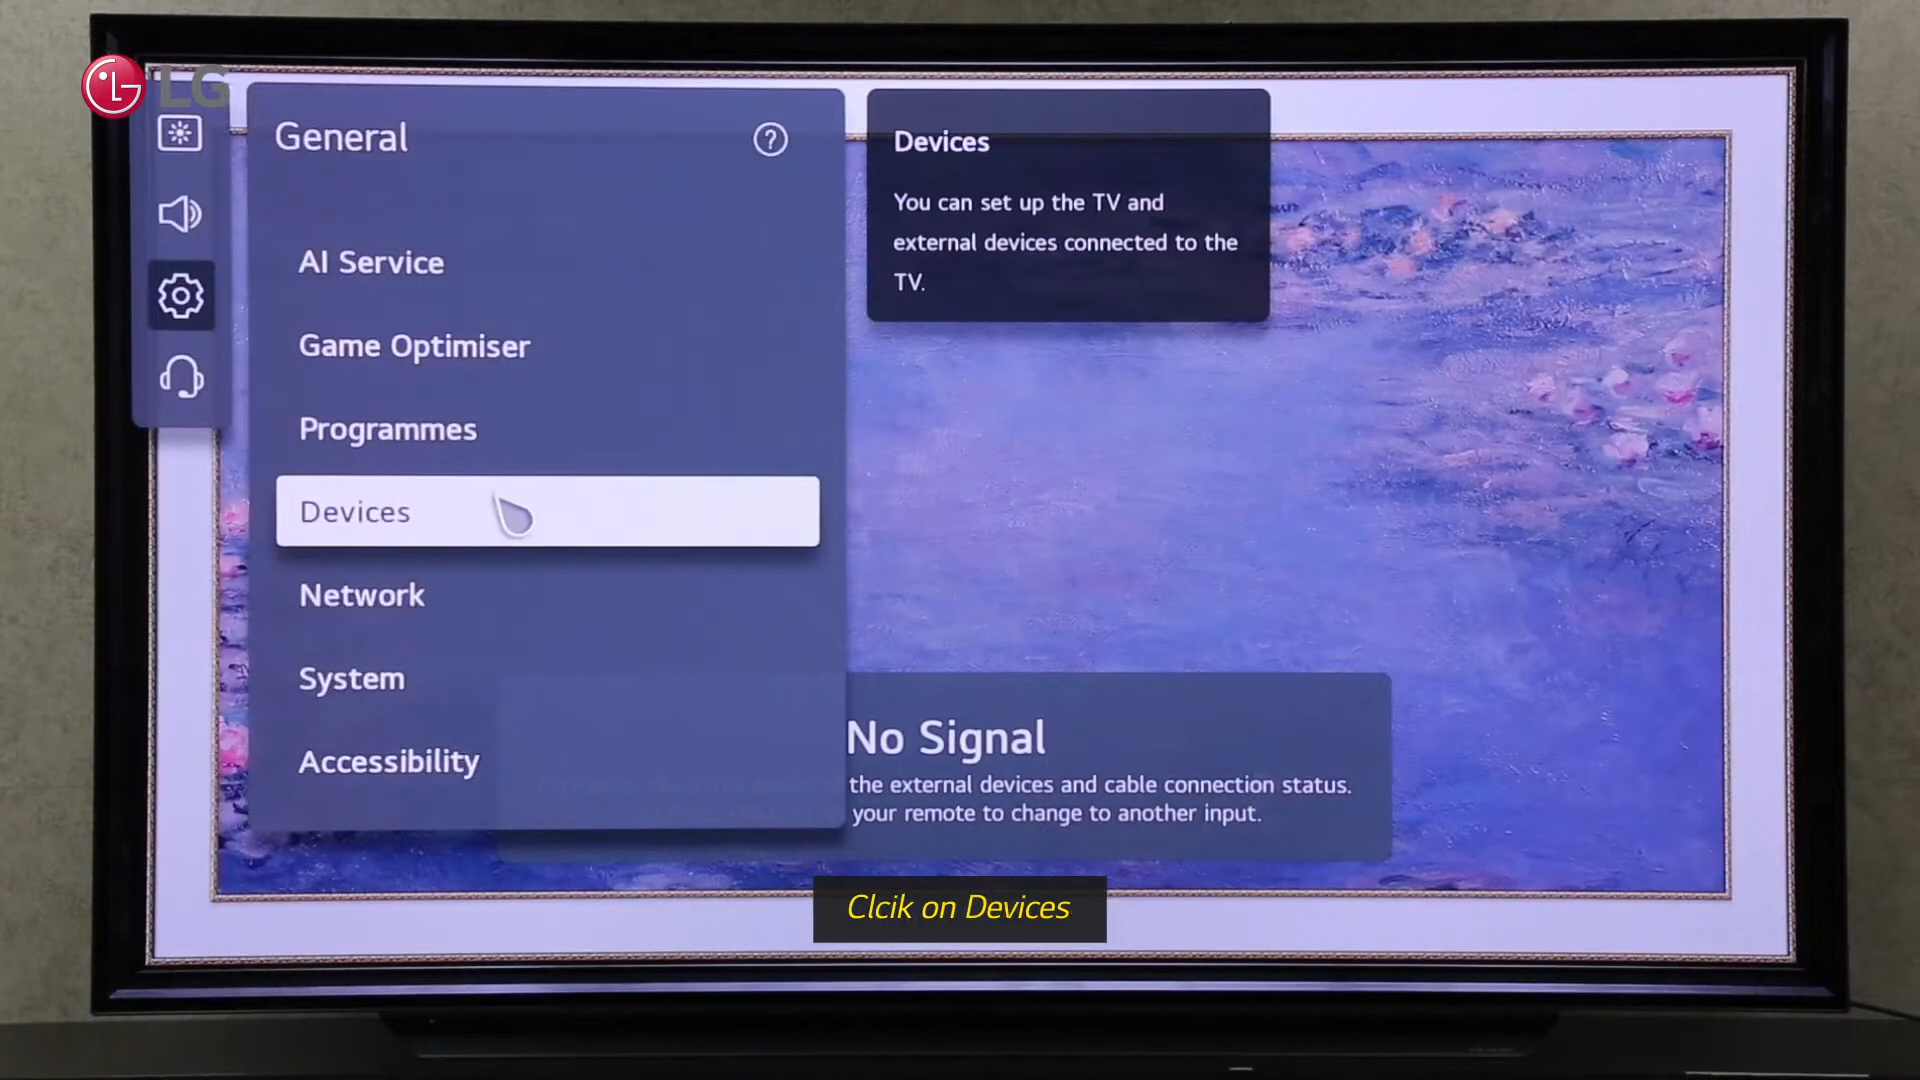 LG
General
?
AI Service
Game Optimiser
Programmes
Devices
Network
System
Accessibility
Devices
You can set up the TV and
external devices connected to the
TV.
No Signal
the external devices and cable connection status.
your remote to change to another input.
Clcik on Devices